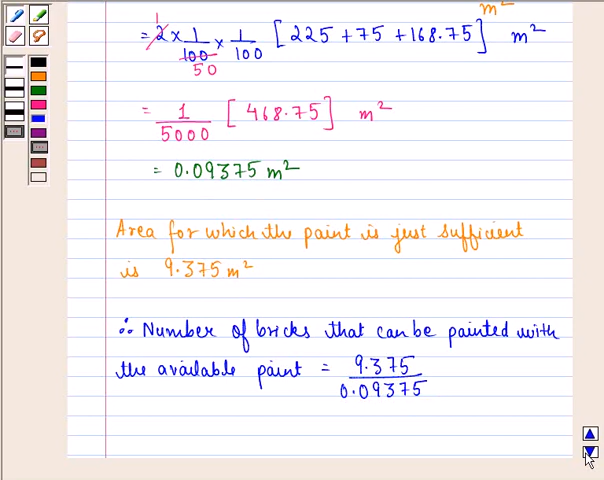 m²
= 2 × 1/100 × 1/100 [225 + 75 + 168.75] m²
1 50
= 1/5000 [468.75] m²
= 0.09375 m²
Area for which the paint is just sufficient
is 9.375 m²
∴ Number of bricks that can be painted with
the available paint = 9.375/0.09375